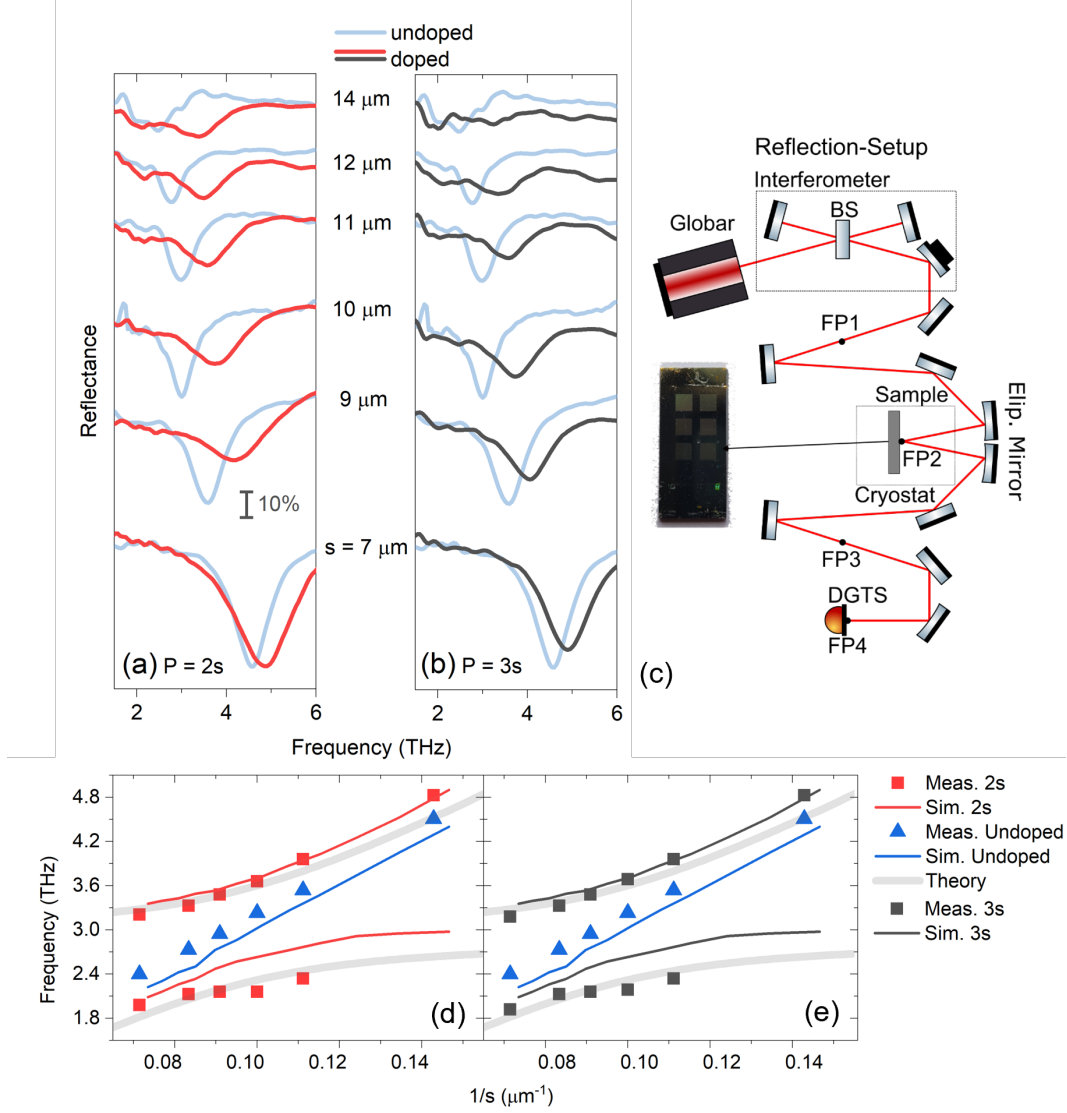 undoped
doped
14 μm
12 μm
11 μm
10 μm
9 μm
s = 7 μm
10%
Reflectance
(a) P = 2s
(b) P = 3s
2 4 6
2 4 6
Frequency (THz)
Reflection-Setup
Interferometer
BS
Globar
FP1
Sample
FP2
Cryostat
Elip. Mirror
FP3
DGTS
FP4
(c)
4.8
4.2
3.6
3.0
2.4
1.8
Frequency (THz)
(d)
(e)
0.08 0.10 0.12 0.14
0.08 0.10 0.12 0.14
1/s (μm⁻¹)
Meas. 2s
Sim. 2s
Meas. Undoped
Sim. Undoped
Theory
Meas. 3s
Sim. 3s